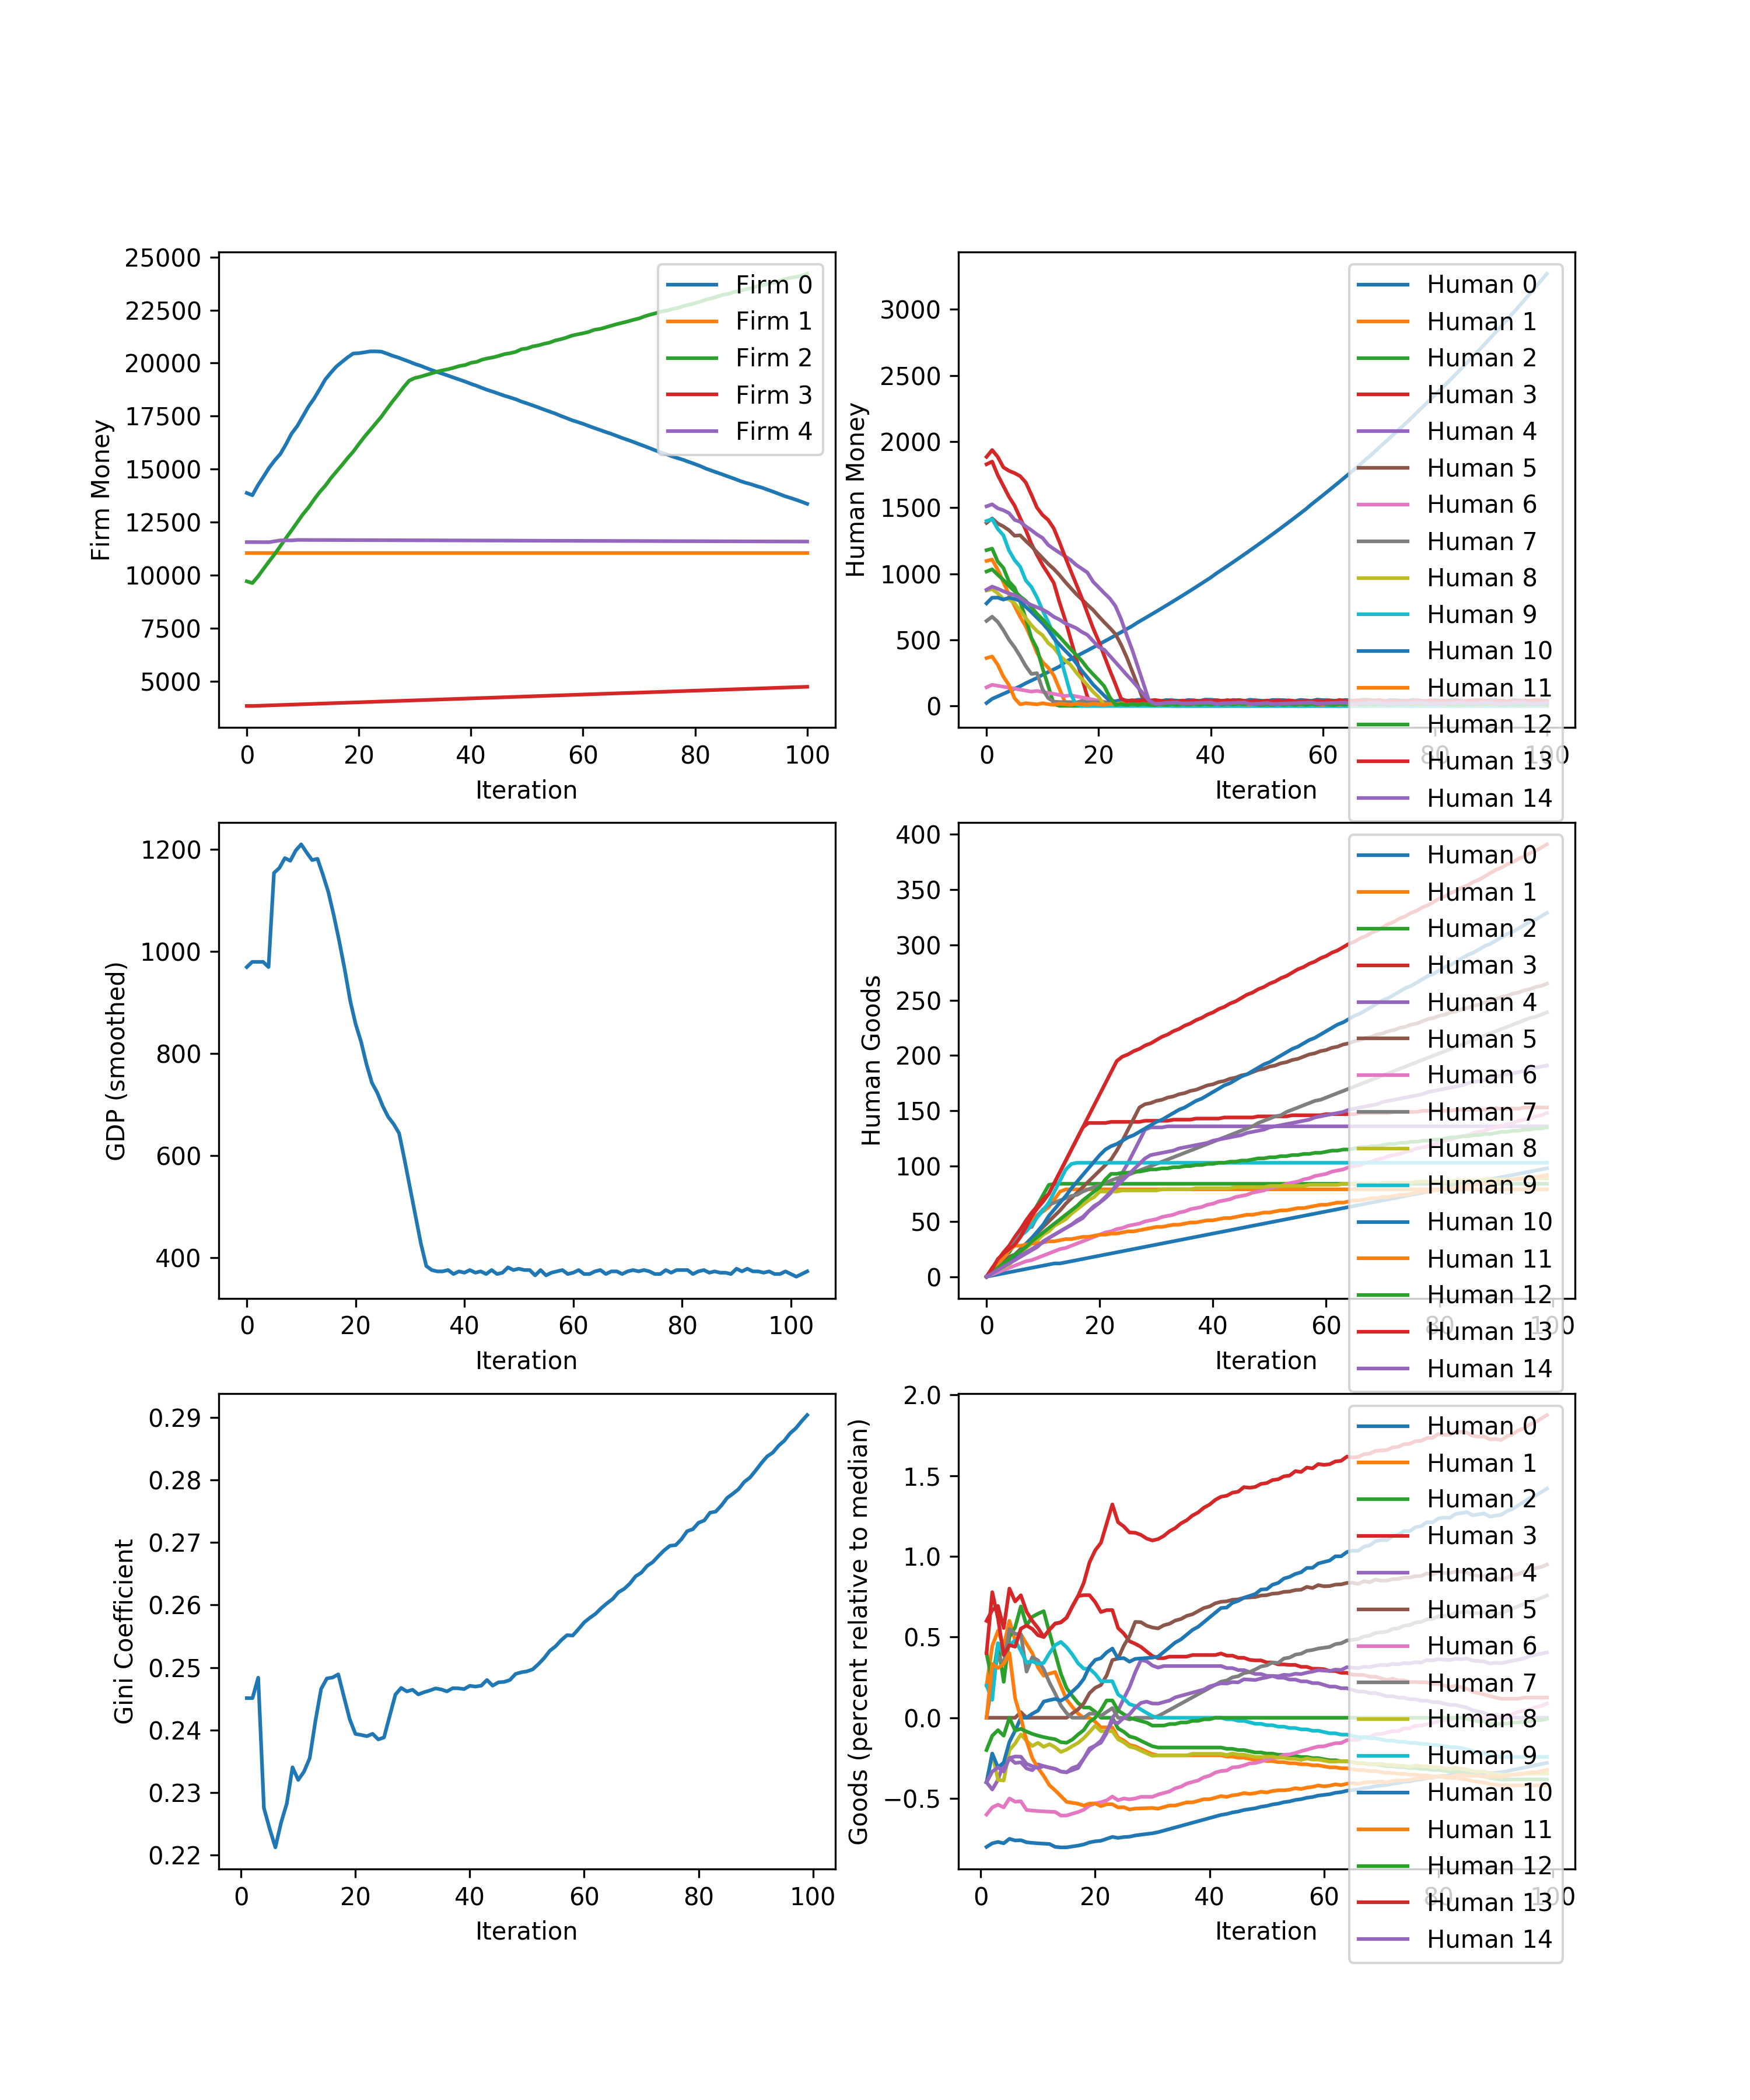 25000
22500
20000
17500
15000
12500
10000
7500
5000
Firm Money
0 20 40 60 80 100
Iteration
Firm 0
Firm 1
Firm 2
Firm 3
Firm 4
3000
2500
2000
1500
1000
500
0
Human Money
0 20 40 60 80 100
Iteration
Human 0
Human 1
Human 2
Human 3
Human 4
Human 5
Human 6
Human 7
Human 8
Human 9
Human 10
Human 11
Human 12
Human 13
Human 14
1200
1000
800
600
400
GDP (smoothed)
0 20 40 60 80 100
Iteration
400
350
300
250
200
150
100
50
0
Human Goods
0 20 40 60 80 100
Iteration
Human 0
Human 1
Human 2
Human 3
Human 4
Human 5
Human 6
Human 7
Human 8
Human 9
Human 10
Human 11
Human 12
Human 13
Human 14
0.29
0.28
0.27
0.26
0.25
0.24
0.23
0.22
Gini Coefficient
0 20 40 60 80 100
Iteration
2.0
1.5
1.0
0.5
0.0
−0.5
Goods (percent relative to median)
0 20 40 60 80 100
Iteration
Human 0
Human 1
Human 2
Human 3
Human 4
Human 5
Human 6
Human 7
Human 8
Human 9
Human 10
Human 11
Human 12
Human 13
Human 14